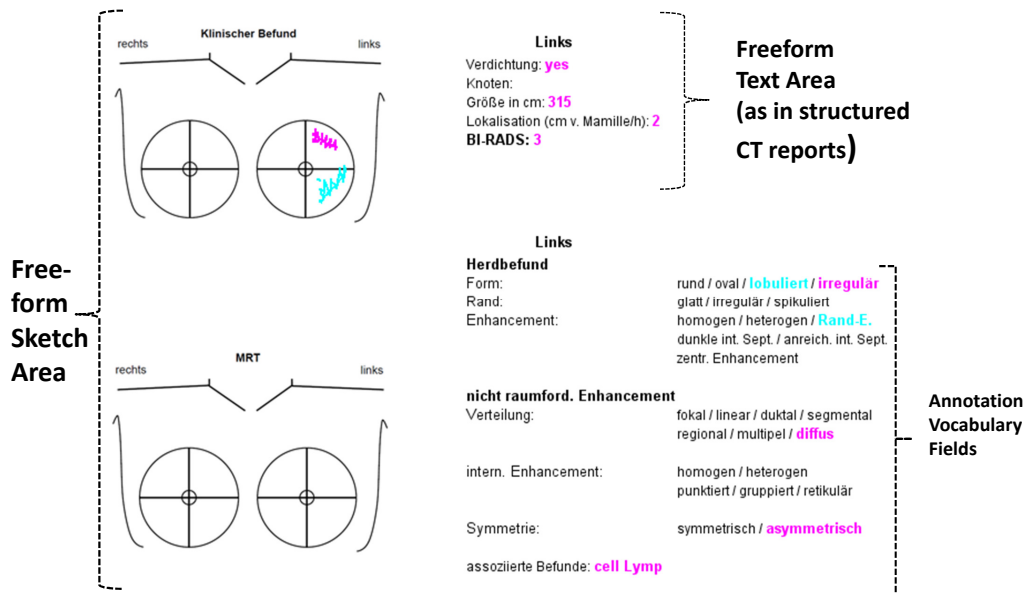 Klinischer Befund
rechts
links
Links
Verdichtung: yes
Knoten:
Größe in cm: 315
Lokalisation (cm v. Mamille/h): 2
BI-RADS: 3
Freeform
Text Area
(as in structured
CT reports)
Free-
form
Sketch
Area
MRT
rechts
links
Links
Herdbefund
Form: rund / oval / lobuliert / irregulär
Rand: glatt / irregulär / spikuliert
Enhancement: homogen / heterogen / Rand-E.
dunkle int. Sept. / anreich. int. Sept.
zentr. Enhancement
nicht raumford. Enhancement
Verteilung: fokal / linear / duktal / segmental
regional / multipel / diffus
intern. Enhancement: homogen / heterogen
punktiert / gruppiert / retikulär
Symmetrie: symmetrisch / asymmetrisch
assoziierte Befunde: cell Lymp
Annotation
Vocabulary
Fields